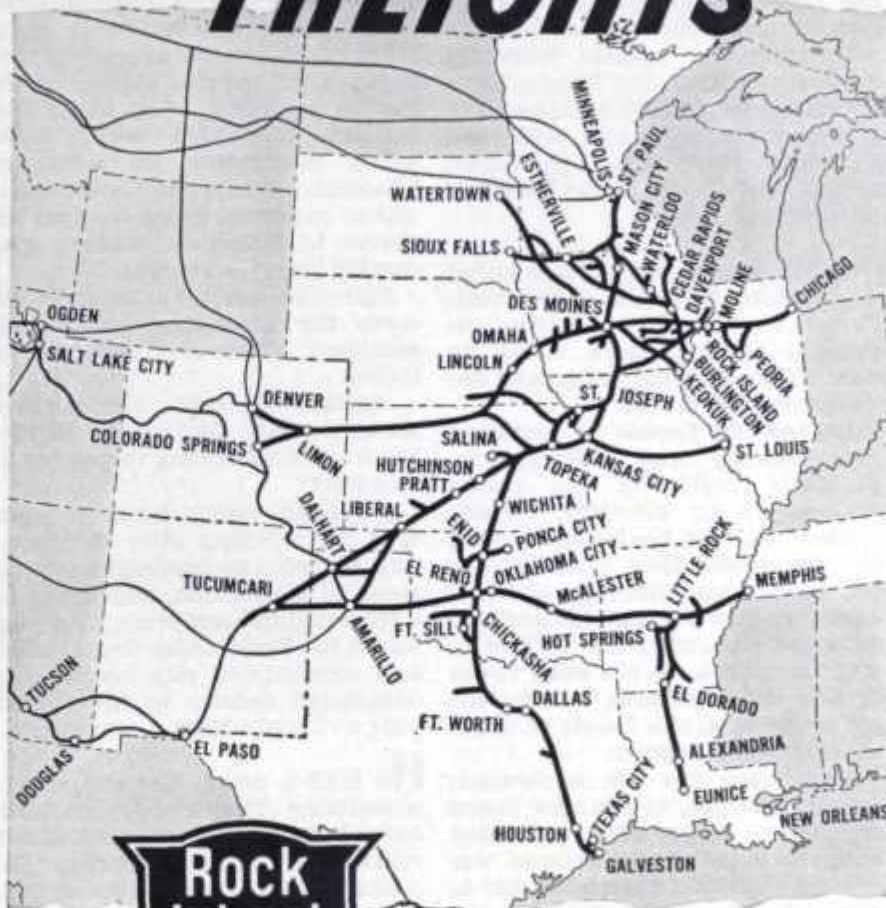 FREIGHTS
MINNEAPOLIS
ST. PAUL
WATERTOWN
ESTHERVILLE
MASON CITY
WATERLOO
SIOUX FALLS
CEDAR RAPIDS
DAVENPORT
MOLINE
CHICAGO
DES MOINES
OGDEN
OMAHA
SALT LAKE CITY
LINCOLN
ROCK ISLAND
PEORIA
BURLINGTON
KEOKUK
DENVER
ST. JOSEPH
COLORADO SPRINGS
LIMON
SALINA
TOPEKA
KANSAS CITY
ST. LOUIS
HUTCHINSON
PRATT
LIBERAL
WICHITA
DALHART
ENID
PONCA CITY
EL RENO
OKLAHOMA CITY
LITTLE ROCK
MEMPHIS
TUCUMCARI
McALESTER
AMARILLO
FT. SILL
CHICKASHA
HOT SPRINGS
TUCSON
DALLAS
EL DORADO
FT. WORTH
DOUGLAS
EL PASO
ALEXANDRIA
EUNICE
NEW ORLEANS
HOUSTON
TEXAS CITY
GALVESTON
Rock